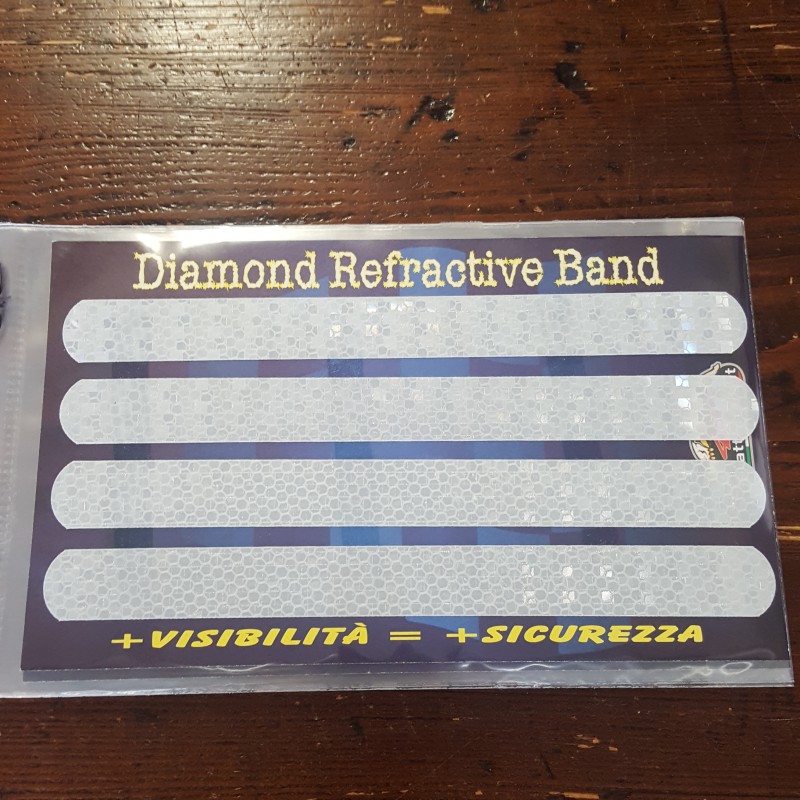 Diamond Refractive Band
+VISIBILITÀ = +SICUREZZA